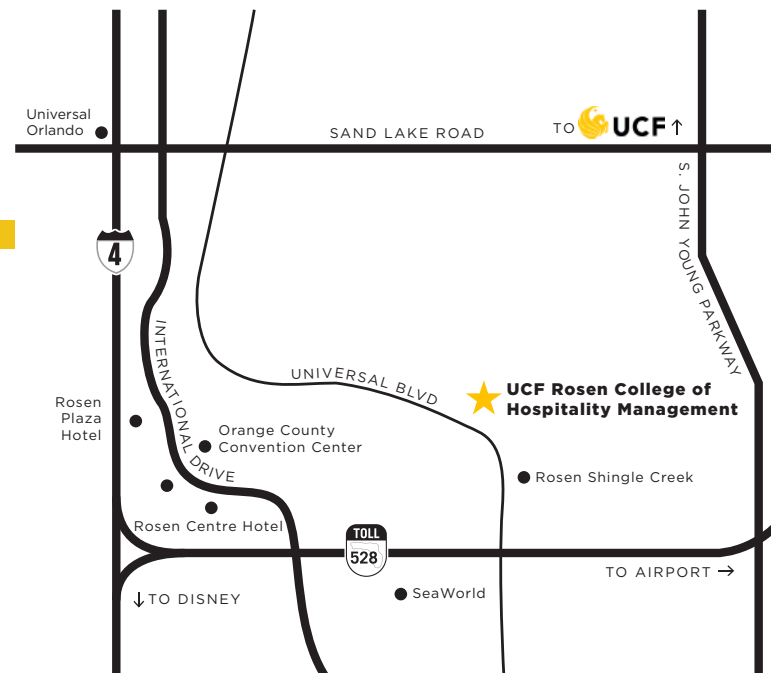 Universal
Orlando
SAND LAKE ROAD
TO UCF ↑
S. JOHN YOUNG PARKWAY
4
INTERNATIONAL DRIVE
UNIVERSAL BLVD
UCF Rosen College of
Hospitality Management
Rosen
Plaza
Hotel
Orange County
Convention Center
Rosen Shingle Creek
Rosen Centre Hotel
TOLL
528
TO AIRPORT →
↓ TO DISNEY
SeaWorld